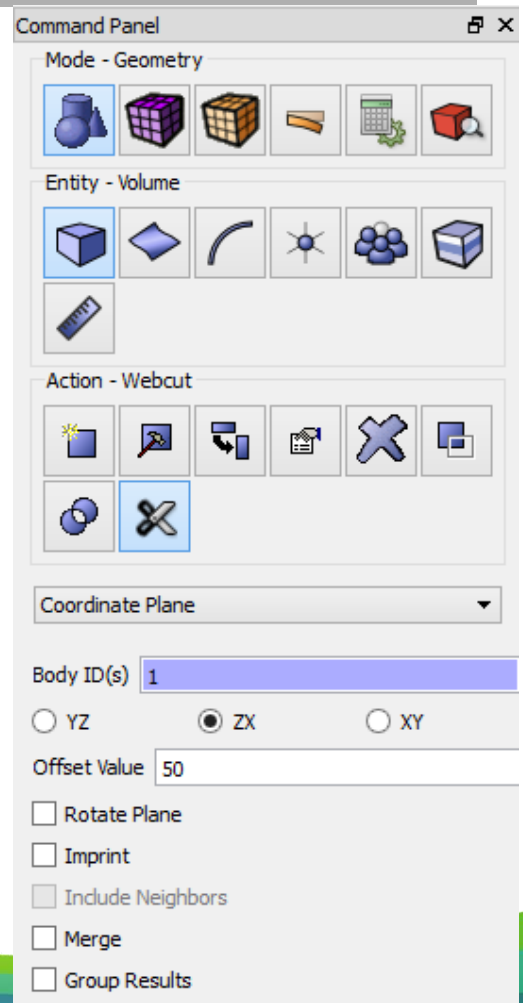 Command Panel
Mode - Geometry
Entity - Volume
Action - Webcut
Coordinate Plane
Body ID(s) 1
YZ ZX XY
Offset Value 50
Rotate Plane
Imprint
Include Neighbors
Merge
Group Results